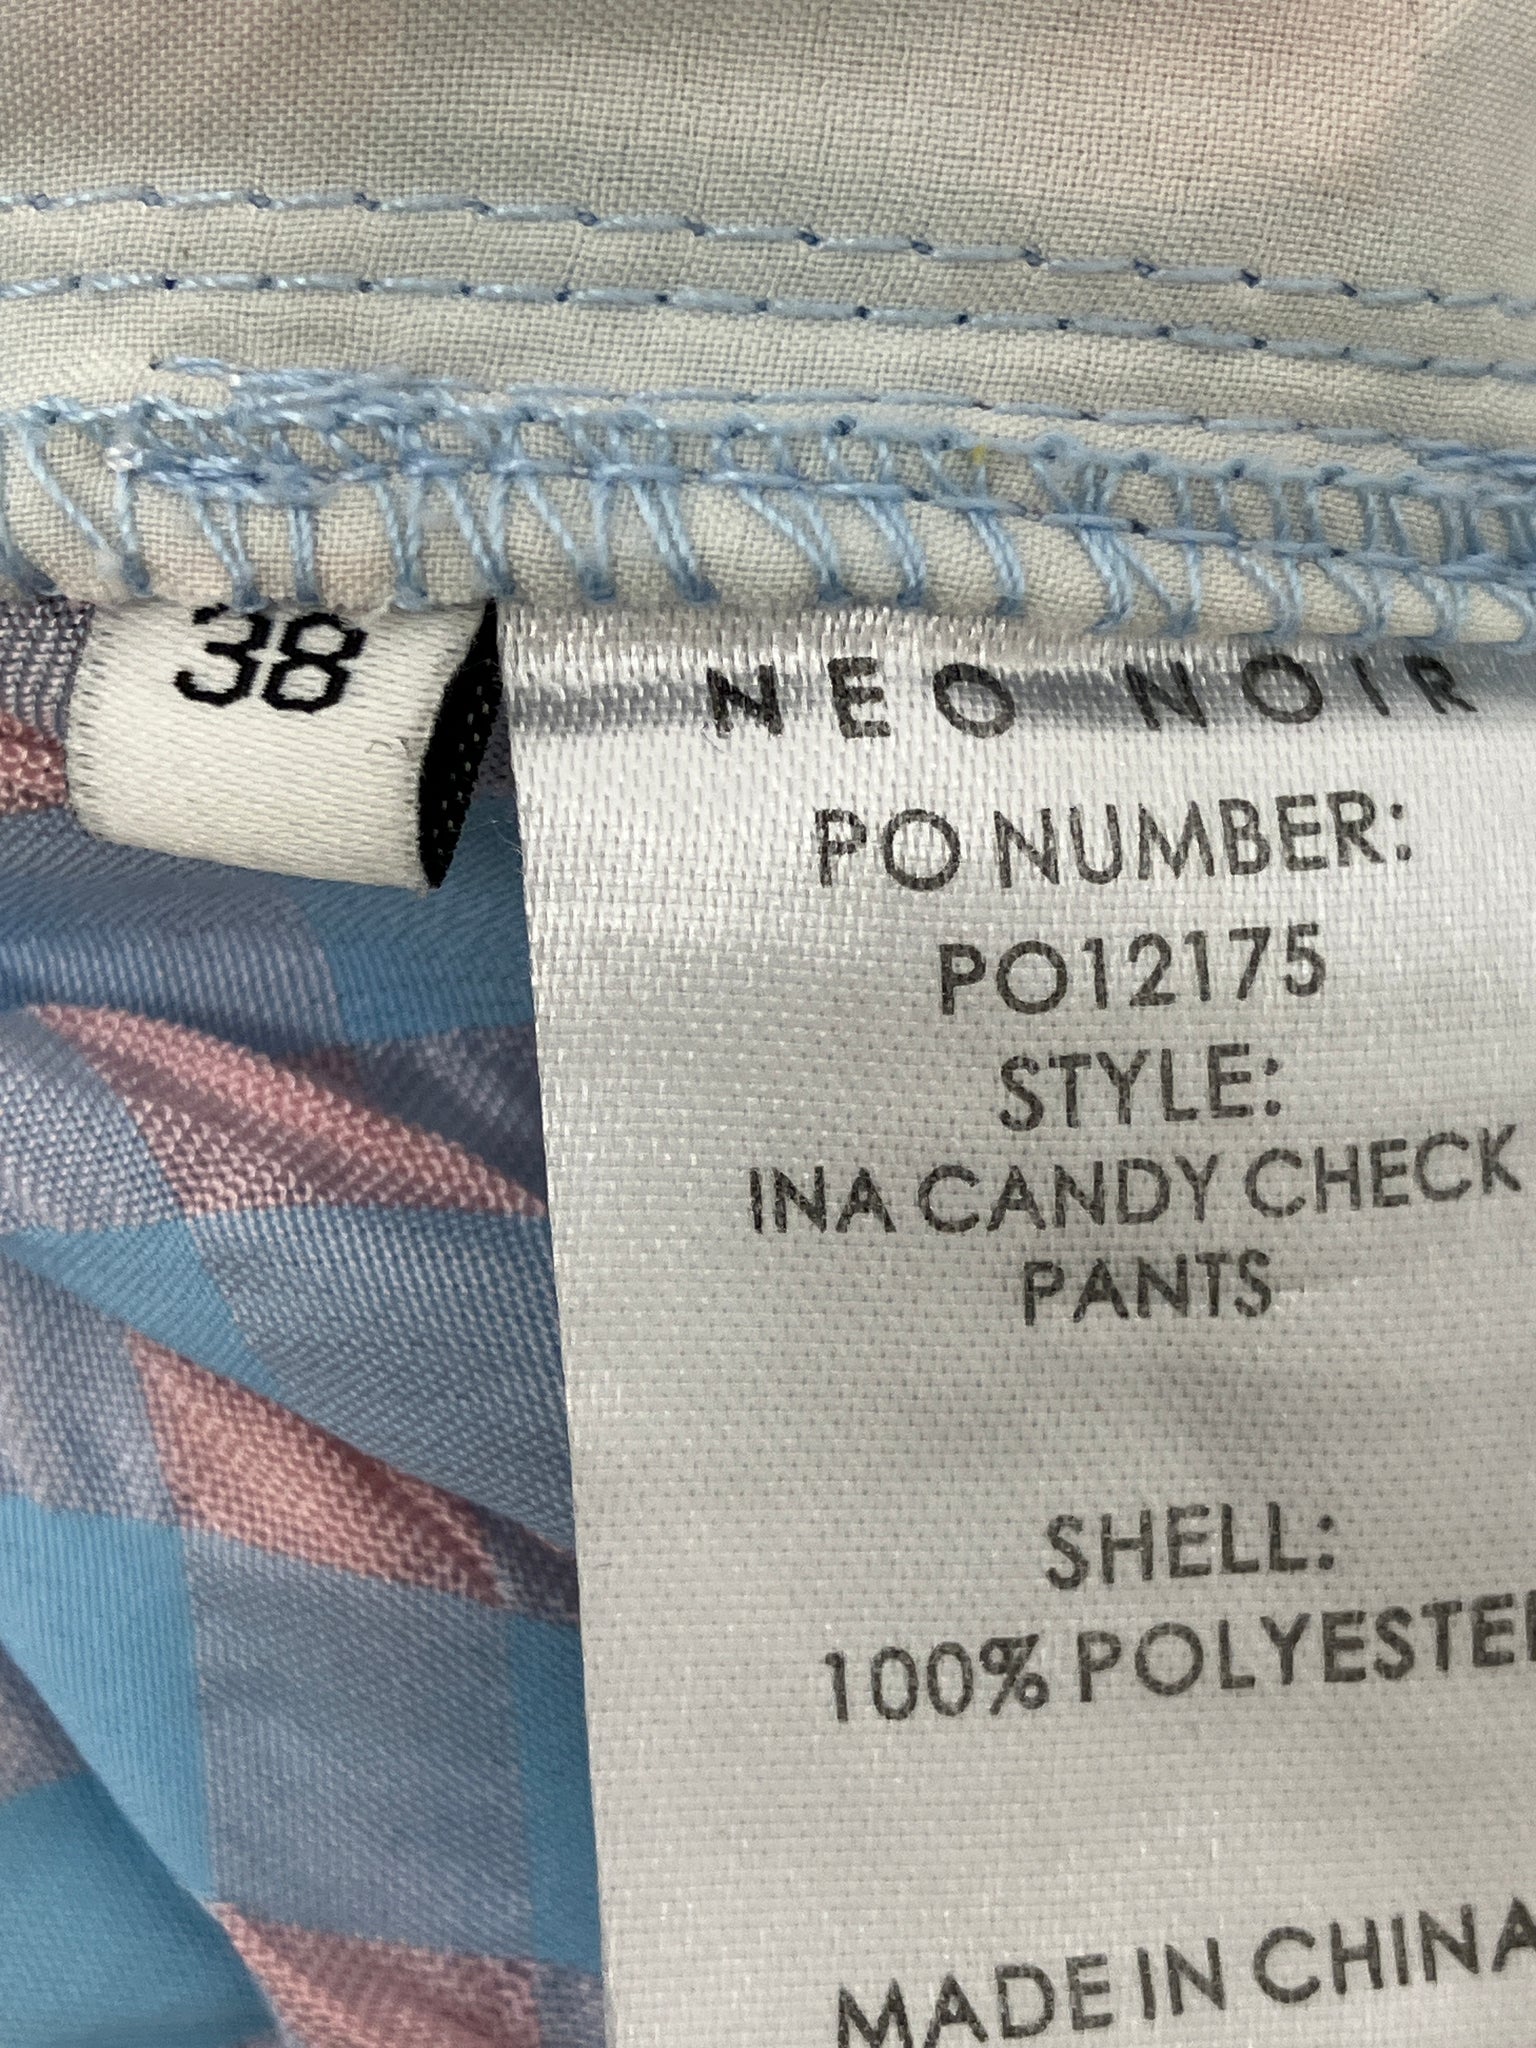 38
NEO NOIR
PO NUMBER:
PO12175
STYLE:
INA CANDY CHECK
PANTS
SHELL:
100% POLYESTER
MADE IN CHINA